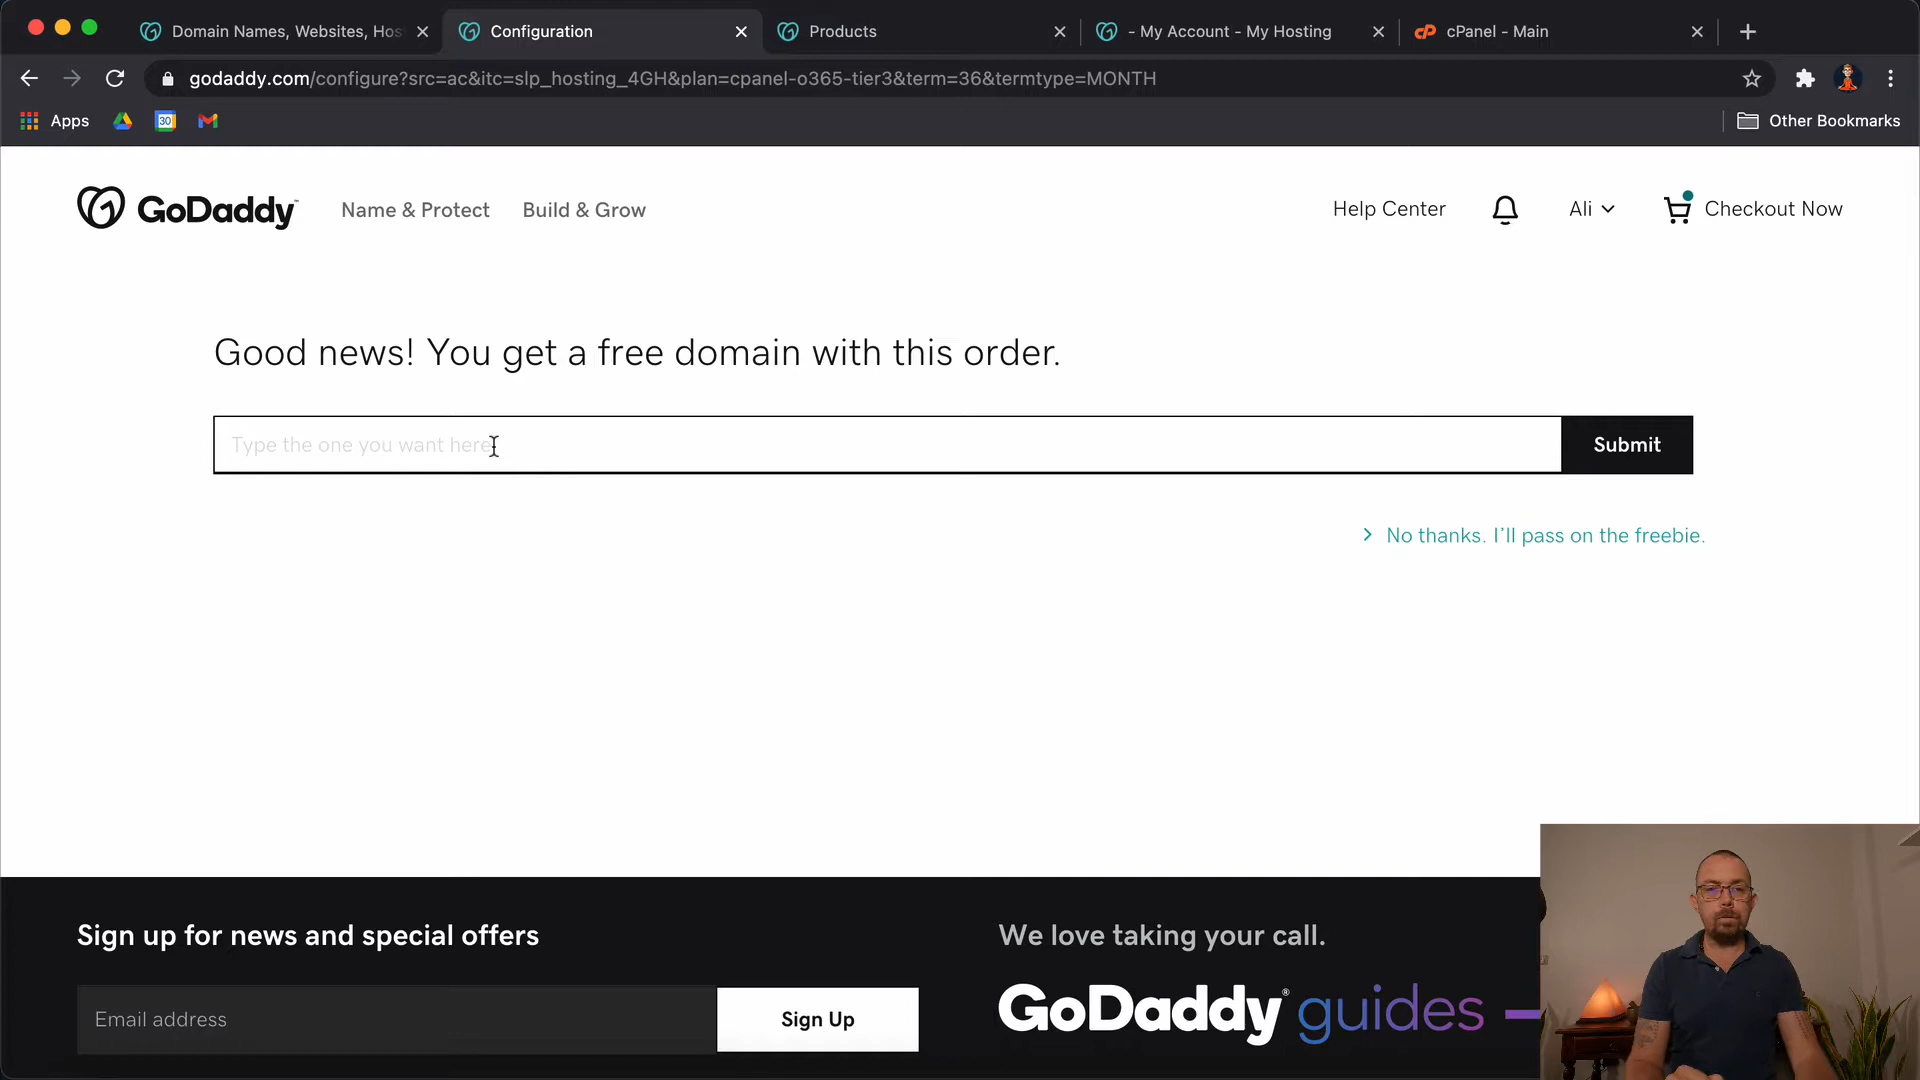 Domain Names, Websites, Hos
Configuration
Products
- My Account - My Hosting
cPanel - Main
godaddy.com/configure?src=ac&itc=slp_hosting_4GH&plan=cpanel-o365-tier3&term=36&termtype=MONTH
Apps
30
Other Bookmarks
GoDaddy™
Name & Protect
Build & Grow
Help Center
Ali
Checkout Now
Good news! You get a free domain with this order.
Type the one you want here
Submit
No thanks. I'll pass on the freebie.
Sign up for news and special offers
We love taking your call.
Email address
Sign Up
GoDaddy® guides